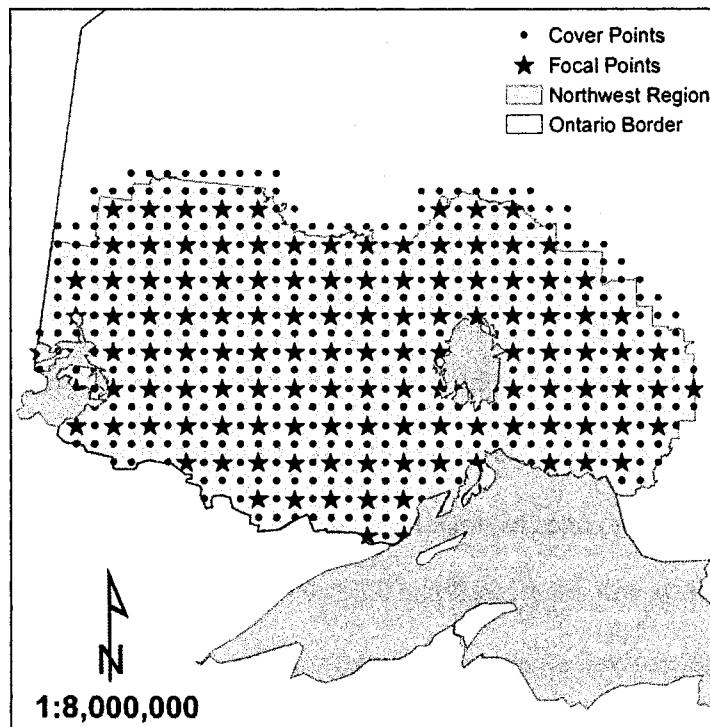 Cover Points
Focal Points
Northwest Region
Ontario Border
N
1:8,000,000